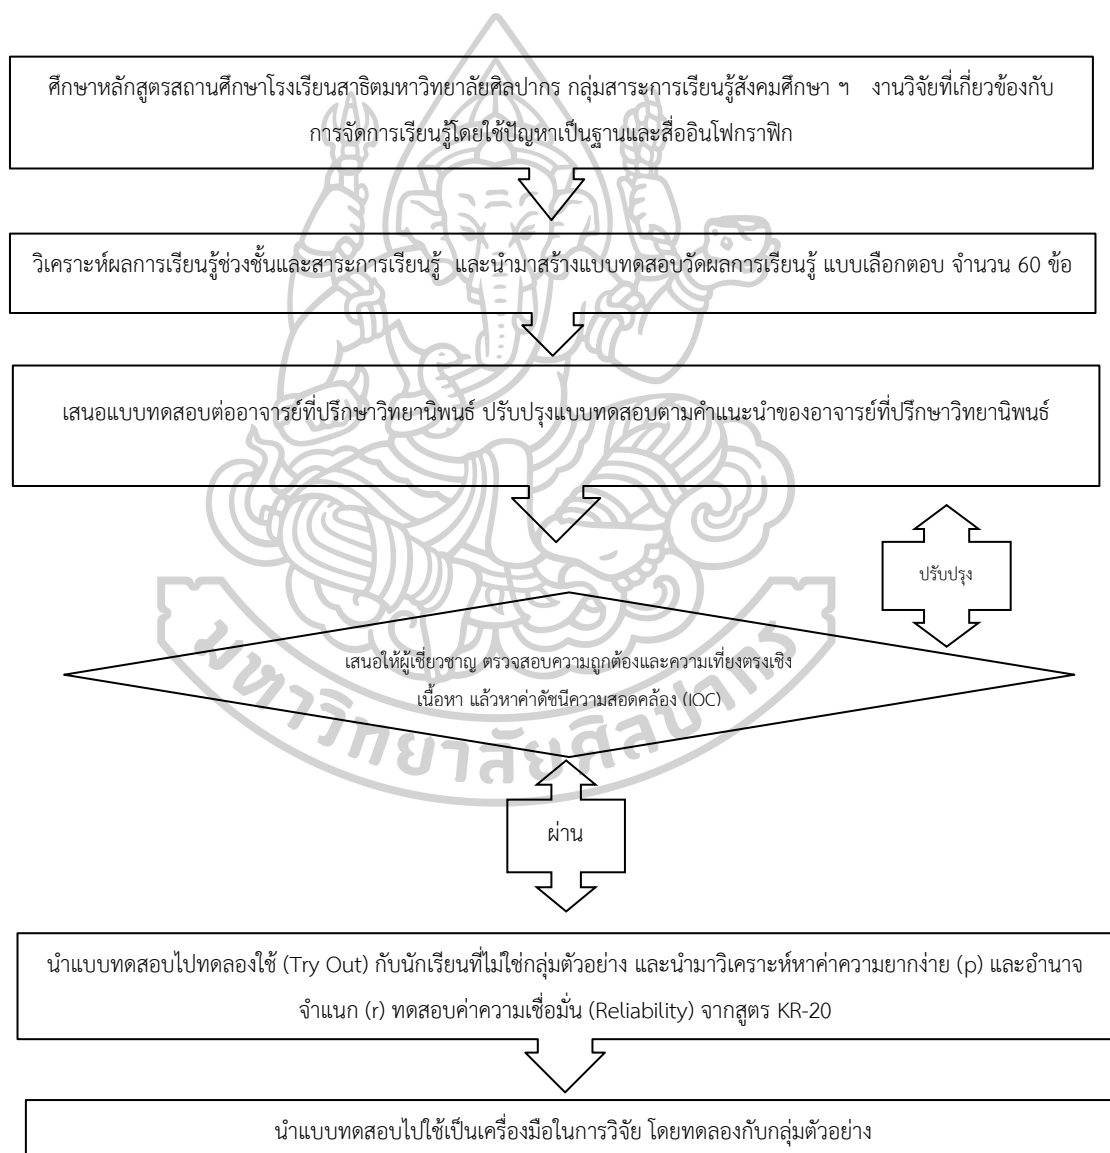 ศึกษาหลักสูตรสถานศึกษาโรงเรียนสาธิตมหาวิทยาลัยศิลปากร กลุ่มสาระการเรียนรู้สังคมศึกษา ฯ งานวิจัยที่เกี่ยวข้องกับ
การจัดการเรียนรู้โดยใช้ปัญหาเป็นฐานและสื่ออินโฟกราฟิก
วิเคราะห์ผลการเรียนรู้ช่วงชั้นและสาระการเรียนรู้ และนำมาสร้างแบบทดสอบวัดผลการเรียนรู้ แบบเลือกตอบ จำนวน 60 ข้อ
เสนอแบบทดสอบต่ออาจารย์ที่ปรึกษาวิทยานิพนธ์ ปรับปรุงแบบทดสอบตามคำแนะนำของอาจารย์ที่ปรึกษาวิทยานิพนธ์
ปรับปรุง
เสนอให้ผู้เชี่ยวชาญ ตรวจสอบความถูกต้องและความเที่ยงตรงเชิง
เนื้อหา แล้วหาค่าดัชนีความสอดคล้อง (IOC)
มหาวิทยาลัยศิลปากร
ผ่าน
นำแบบทดสอบไปทดลองใช้ (Try Out) กับนักเรียนที่ไม่ใช่กลุ่มตัวอย่าง และนำมาวิเคราะห์หาค่าความยากง่าย (p) และอำนาจ
จำแนก (r) ทดสอบค่าความเชื่อมั่น (Reliability) จากสูตร KR-20
นำแบบทดสอบไปใช้เป็นเครื่องมือในการวิจัย โดยทดลองกับกลุ่มตัวอย่าง